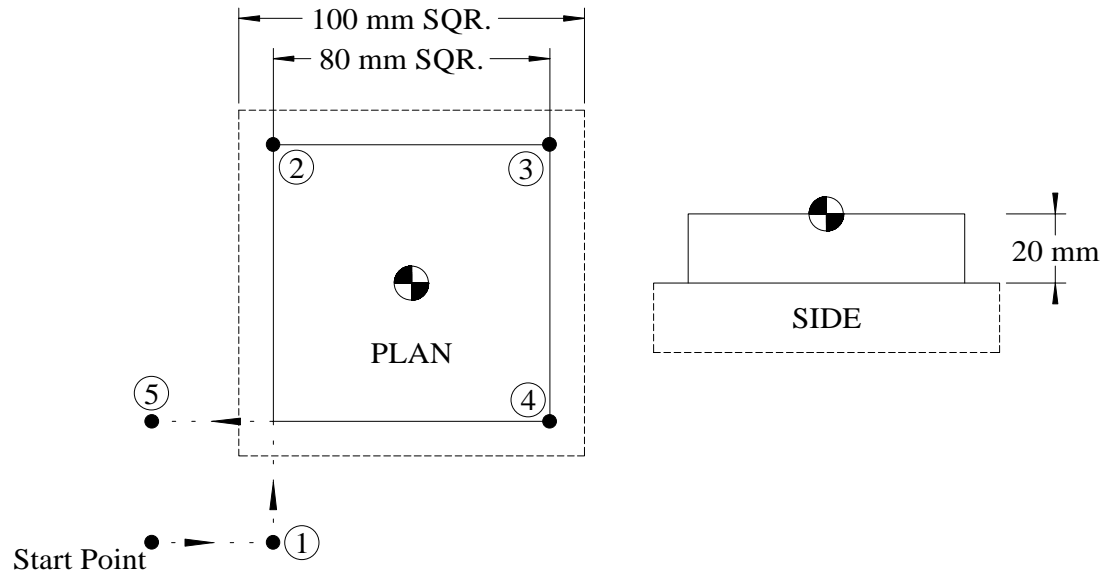 100 mm SQR.
80 mm SQR.
2
3
20 mm
SIDE
PLAN
5
4
1
Start Point